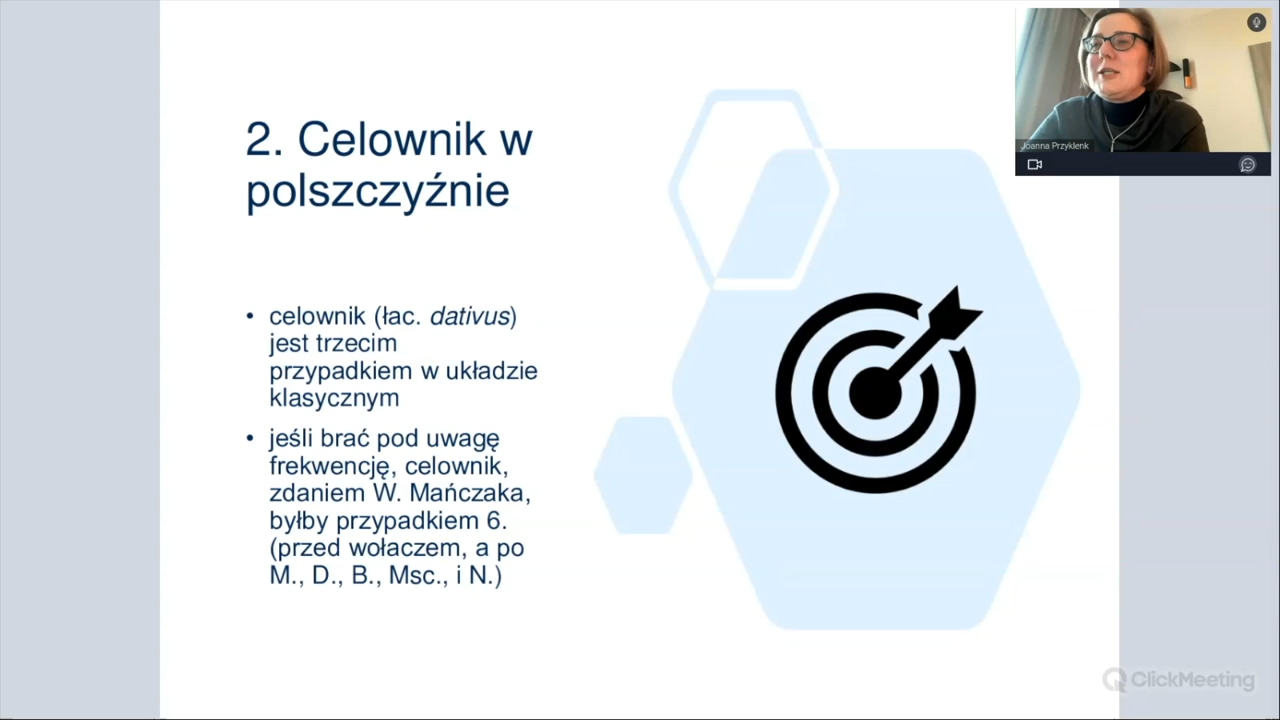 2. Celownik w
polszczyźnie
• celownik (łac. dativus)
jest trzecim
przypadkiem w układzie
klasycznym
• jeśli brać pod uwagę
frekwencję, celownik,
zdaniem W. Mańczaka,
byłby przypadkiem 6.
(przed wołaczem, a po
M., D., B., Msc., i N.)
Joanna Przyklenk
ClickMeeting